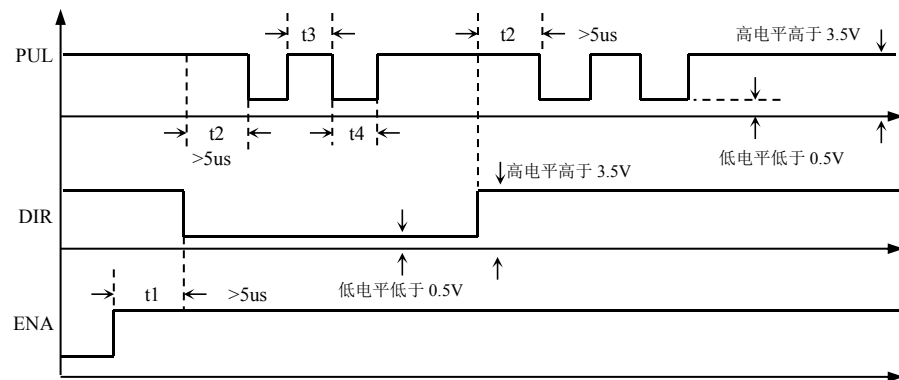 t3
t2
>5us
高电平高于 3.5V
PUL
t2
t4
>5us
低电平低于 0.5V
高电平高于 3.5V
DIR
t1
>5us
低电平低于 0.5V
ENA